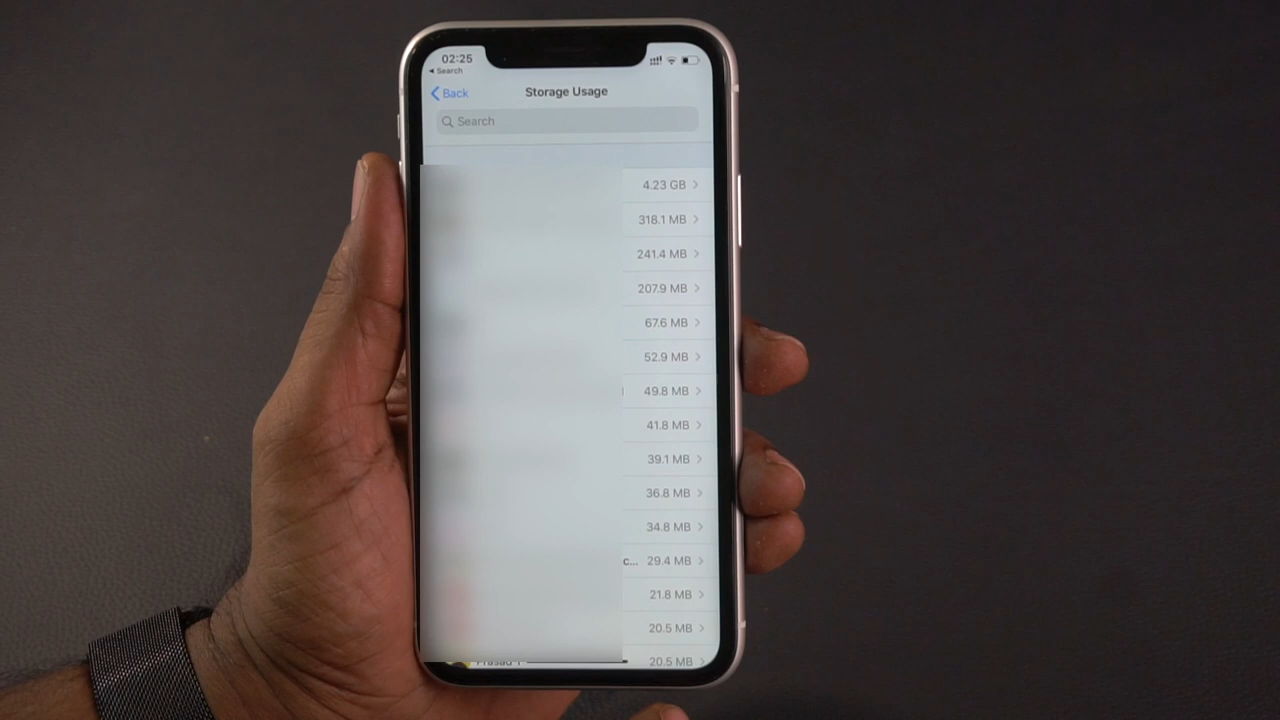 02:25
Search
Back
Storage Usage
Search
4.23 GB
318.1 MB
241.4 MB
207.9 MB
67.6 MB
52.9 MB
49.8 MB
41.8 MB
39.1 MB
36.8 MB
34.8 MB
c... 29.4 MB
21.8 MB
20.5 MB
20.5 MB